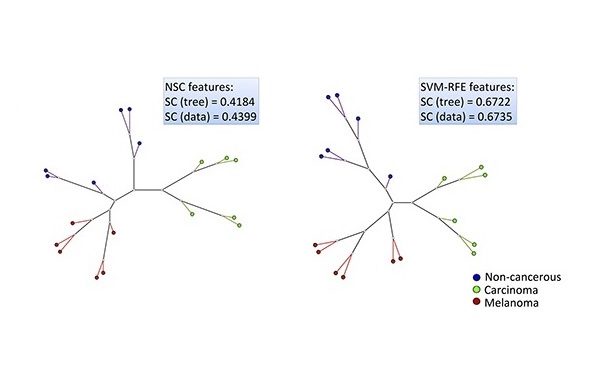 NSC features:
SC (tree) = 0.4184
SC (data) = 0.4399
SVM-RFE features:
SC (tree) = 0.6722
SC (data) = 0.6735
Non-cancerous
Carcinoma
Melanoma